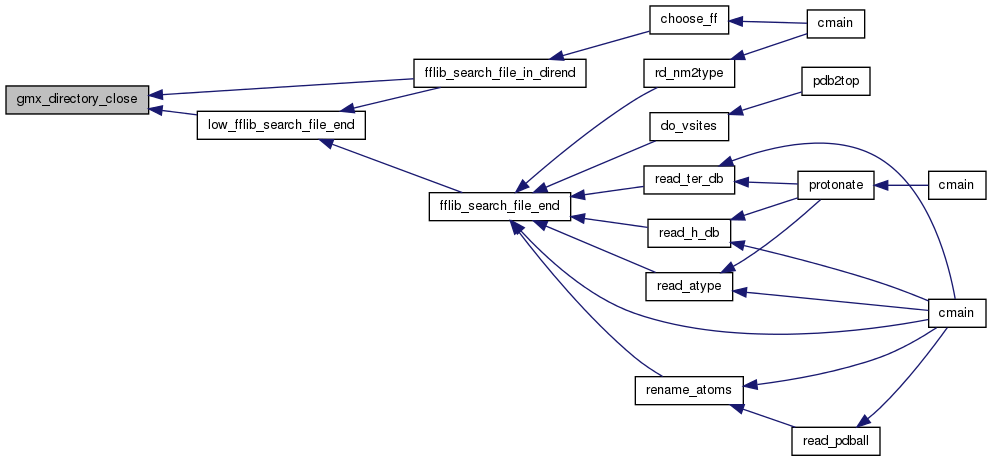 choose_ff
cmain
fflib_search_file_in_dirend
rd_nm2type
pdb2top
gmx_directory_close
low_fflib_search_file_end
do_vsites
read_ter_db
protonate
cmain
fflib_search_file_end
read_h_db
read_atype
cmain
rename_atoms
read_pdball